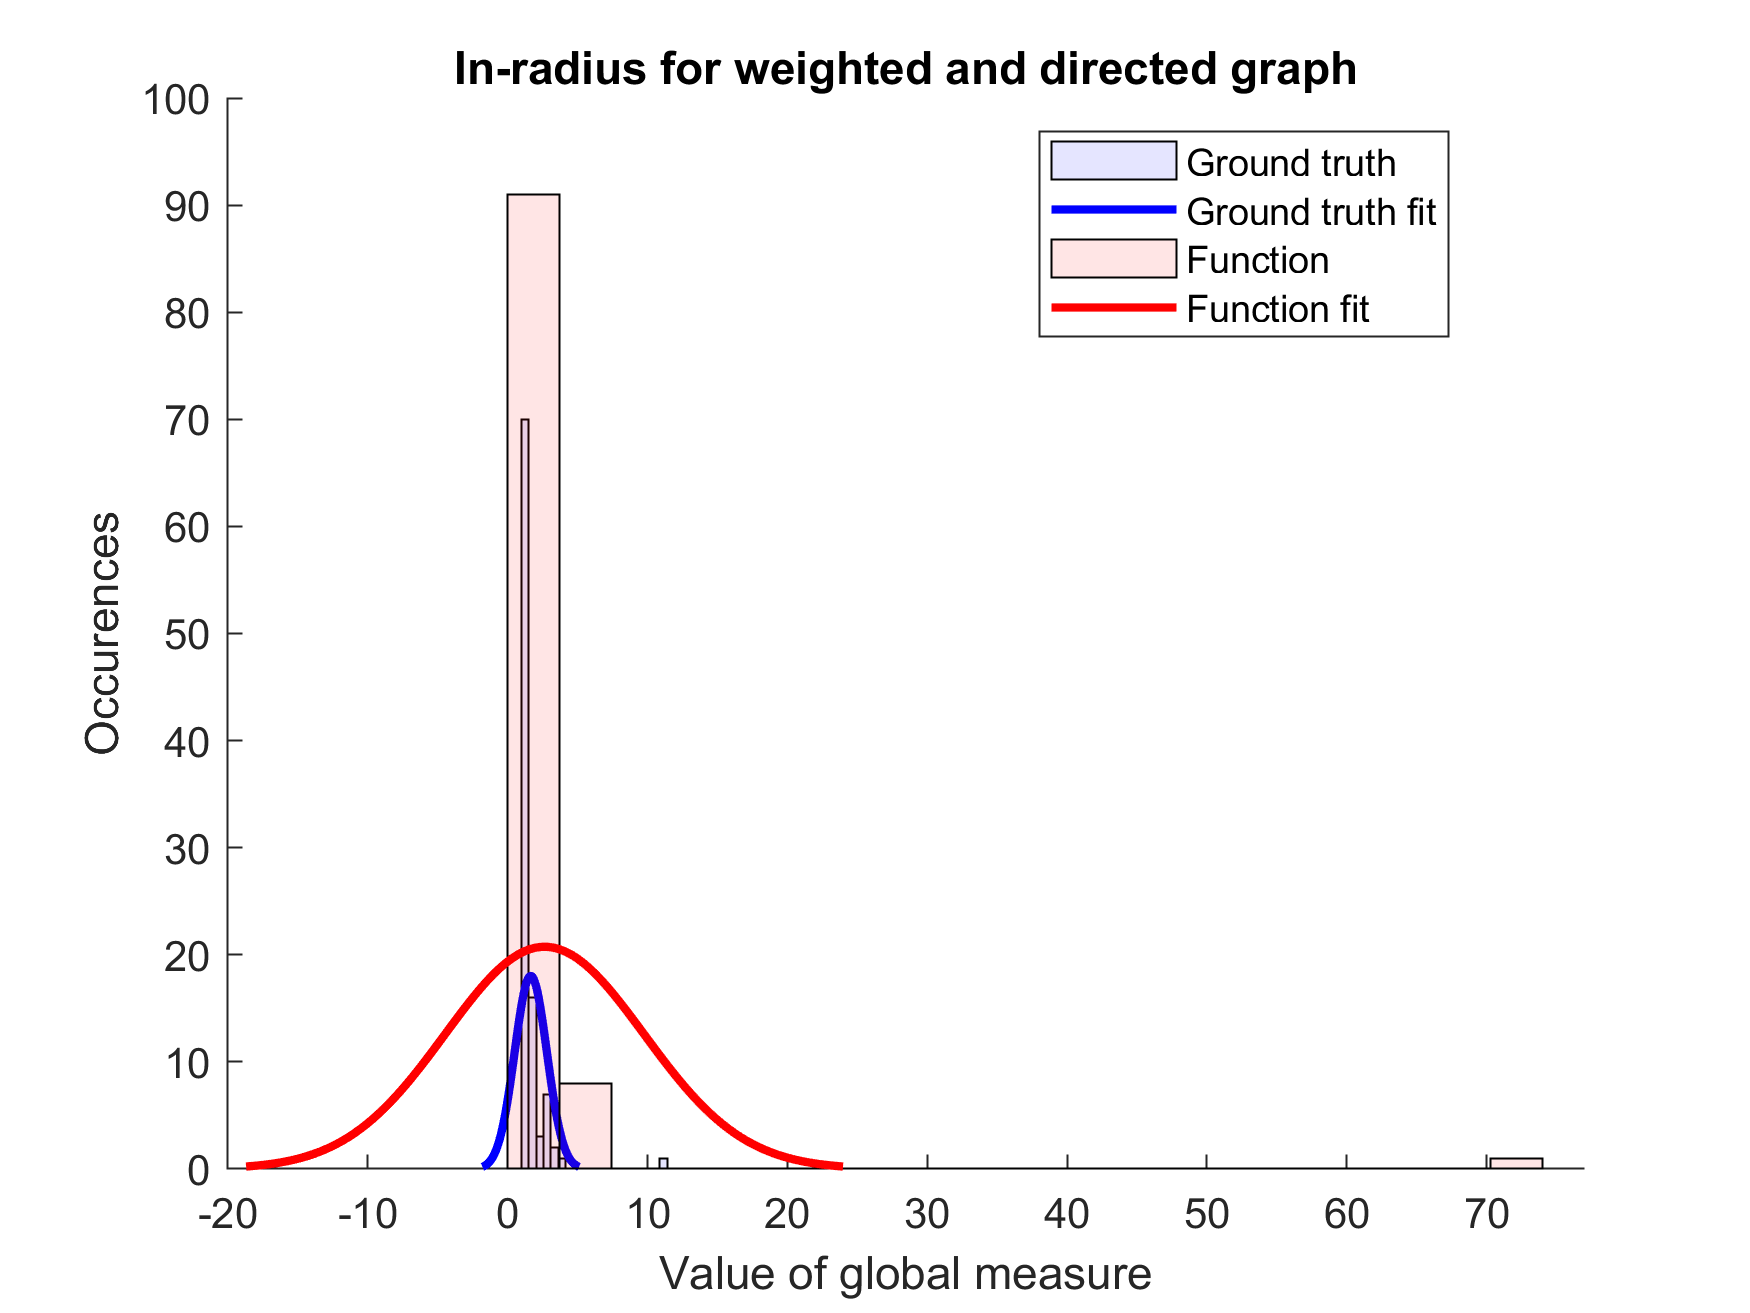 In-radius for weighted and directed graph
100
90
80
70
60
50
40
30
20
10
0
Occurences
Ground truth
Ground truth fit
Function
Function fit
-20 -10 0 10 20 30 40 50 60 70
Value of global measure